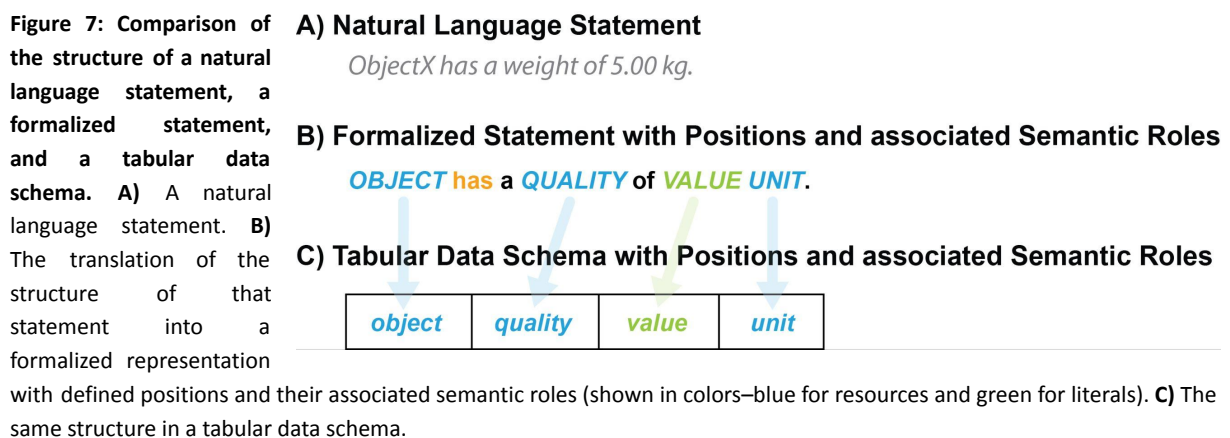 Figure 7: Comparison of
the structure of a natural
language statement, a
formalized statement,
and a tabular data
schema. A) A natural
language statement. B)
The translation of the
structure of that
statement into a
formalized representation
with defined positions and their associated semantic roles (shown in colors–blue for resources and green for literals). C) The
same structure in a tabular data schema.
A) Natural Language Statement
ObjectX has a weight of 5.00 kg.
B) Formalized Statement with Positions and associated Semantic Roles
OBJECT has a QUALITY of VALUE UNIT.
C) Tabular Data Schema with Positions and associated Semantic Roles
object quality value unit